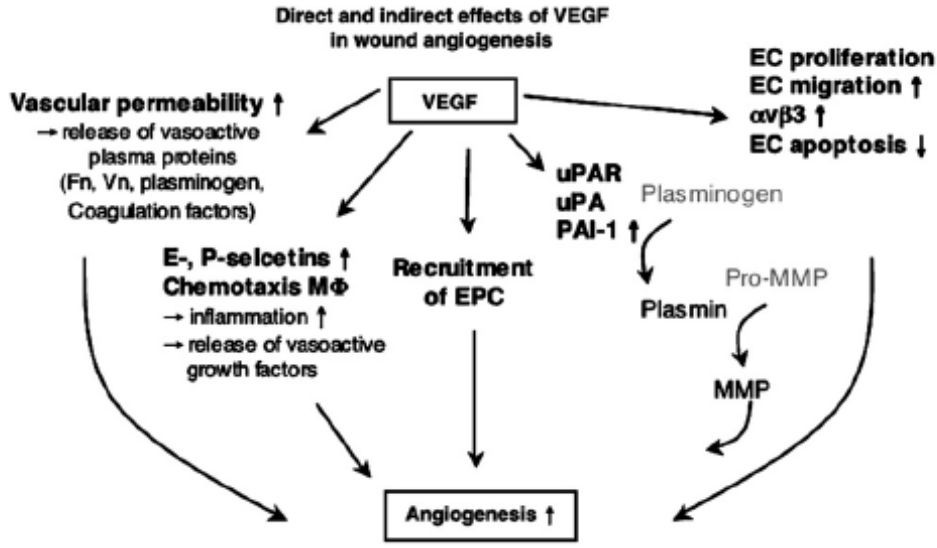 Direct and indirect effects of VEGF
in wound angiogenesis
VEGF
Vascular permeability ↑
→ release of vasoactive
plasma proteins
(Fn, Vn, plasminogen,
Coagulation factors)
E-, P-selcetins ↑
Chemotaxis MΦ
→ inflammation ↑
→ release of vasoactive
growth factors
Recruitment
of EPC
uPAR
uPA
PAI-1 ↑
Plasminogen
Plasmin
Pro-MMP
MMP
EC proliferation
EC migration ↑
αvβ3 ↑
EC apoptosis ↓
Angiogenesis ↑